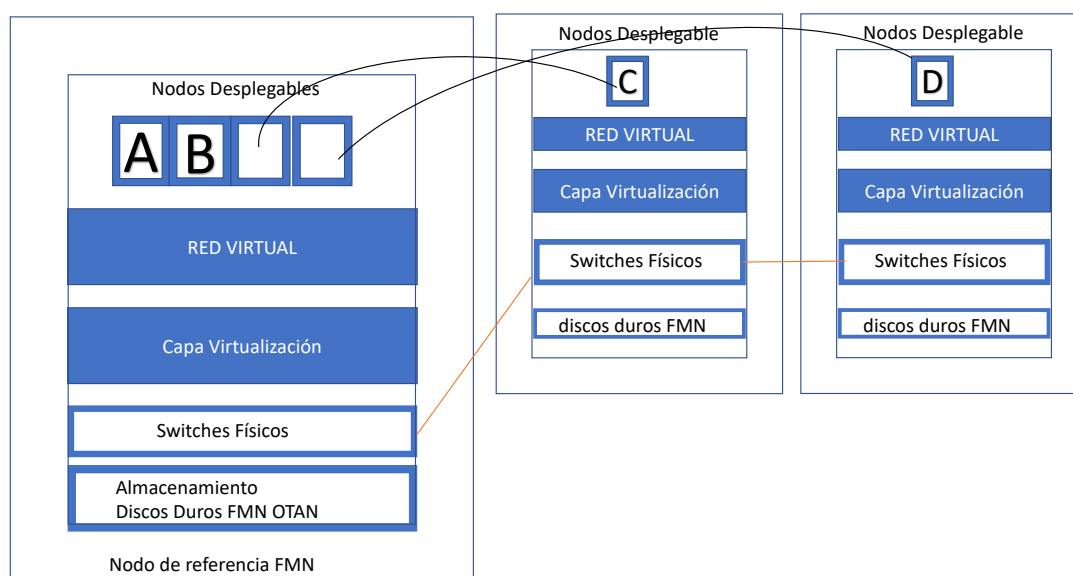 Nodos Desplegables
A
B
RED VIRTUAL
Capa Virtualización
Switches Físicos
Almacenamiento
Discos Duros FMN OTAN
Nodo de referencia FMN
Nodos Desplegable
C
RED VIRTUAL
Capa Virtualización
Switches Físicos
discos duros FMN
Nodos Desplegable
D
RED VIRTUAL
Capa Virtualización
Switches Físicos
discos duros FMN